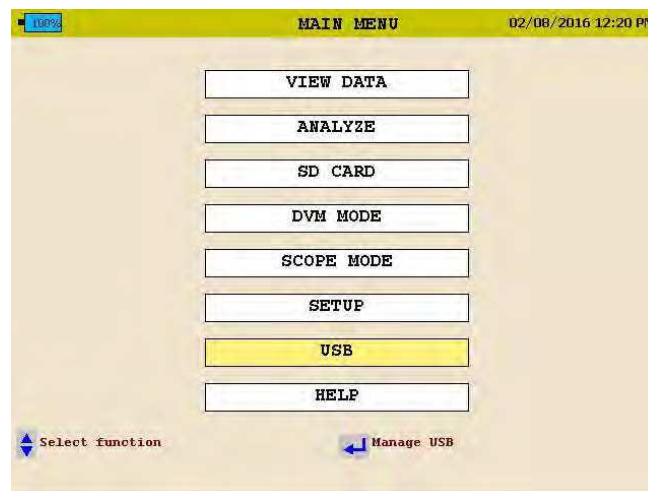 100% MAIN MENU 02/08/2016 12:20 PM
VIEW DATA
ANALYZE
SD CARD
DVM MODE
SCOPE MODE
SETUP
USB
HELP
Select function Manage USB